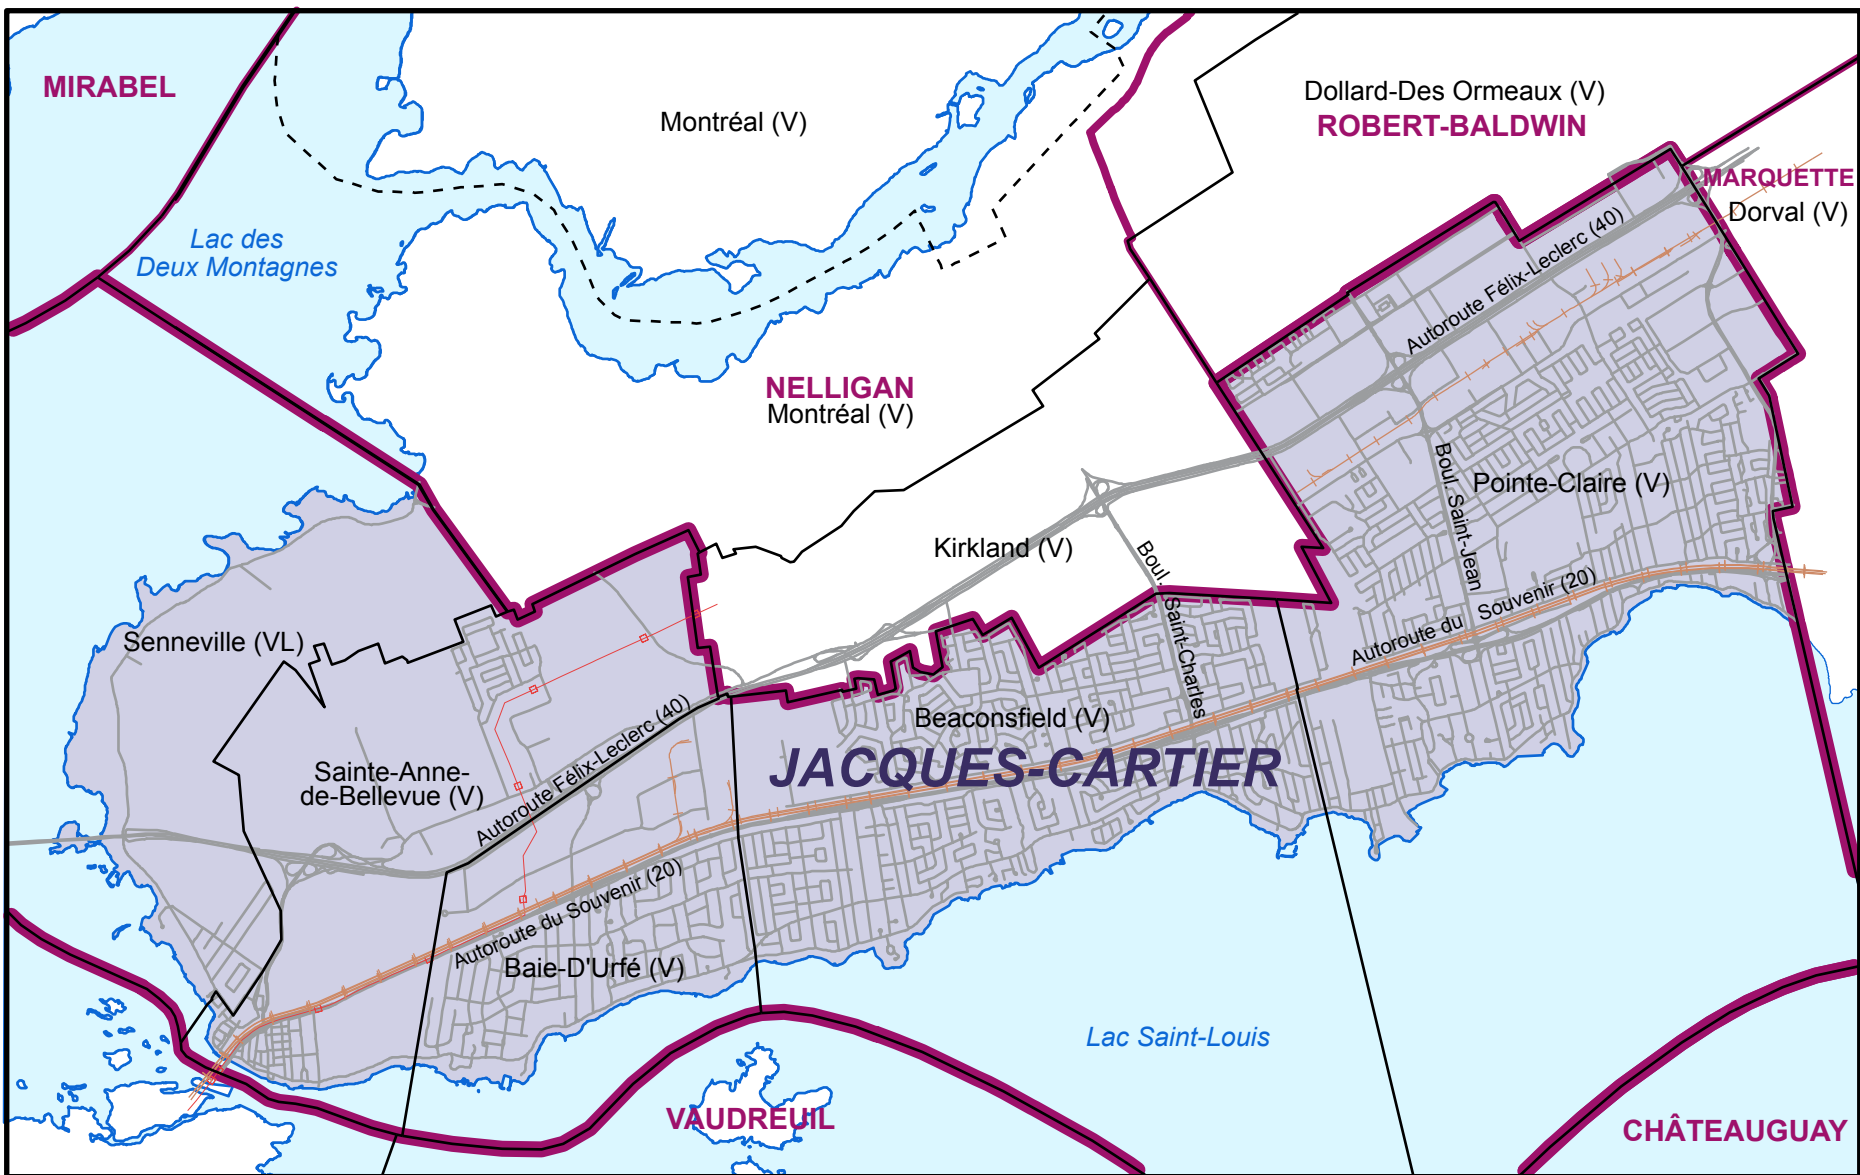 MIRABEL
Montréal (V)
Dollard-Des Ormeaux (V)
ROBERT-BALDWIN
MARQUETTE
Dorval (V)
Lac des
Deux Montagnes
Autoroute Félix-Leclerc (40)
NELLIGAN
Montréal (V)
Boul. Saint-Jean
Pointe-Claire (V)
Kirkland (V)
Boul. Saint-Charles
Autoroute du Souvenir (20)
Senneville (VL)
Beaconsfield (V)
JACQUES-CARTIER
Sainte-Anne-
de-Bellevue (V)
Autoroute Félix-Leclerc (40)
Autoroute du Souvenir (20)
Baie-D'Urfé (V)
Lac Saint-Louis
VAUDREUIL
CHÂTEAUGUAY